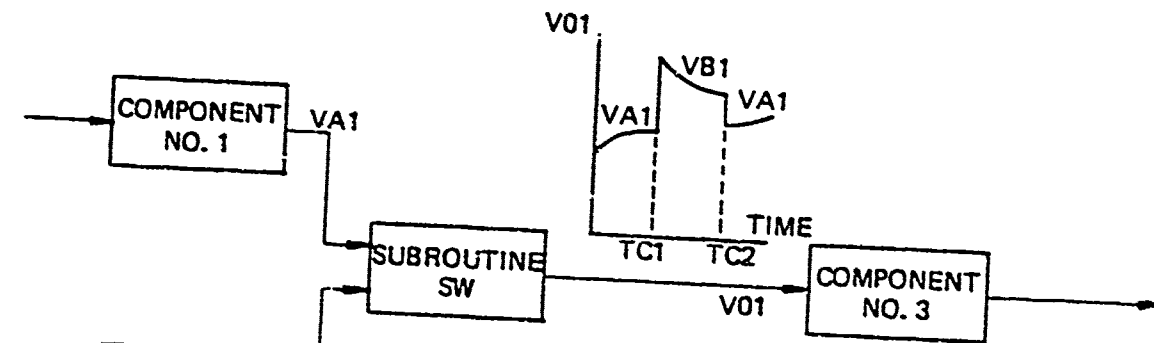 V01
VB1
VA1
VA1
COMPONENT
NO. 1
VA1
TIME
TC1
TC2
SUBROUTINE
SW
V01
COMPONENT
NO. 3